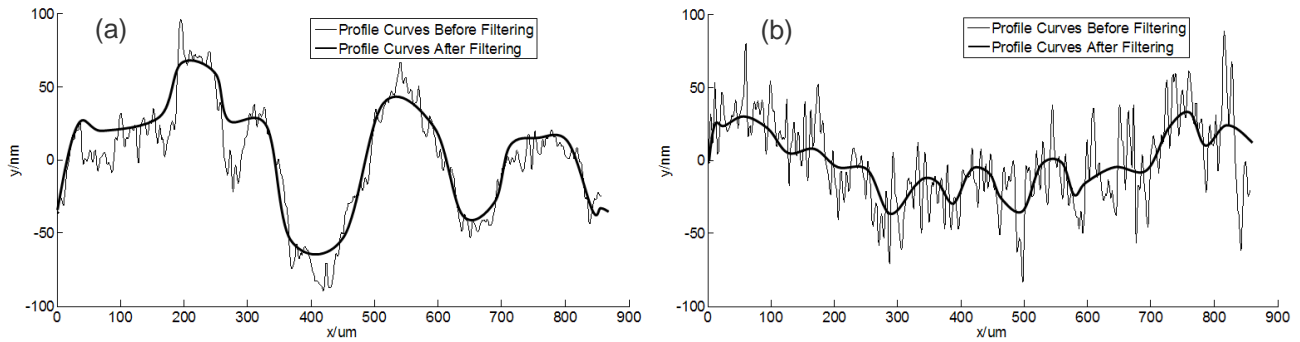 (a)
Profile Curves Before Filtering
Profile Curves After Filtering
y/nm
100
50
0
-50
-100
0 100 200 300 400 500 600 700 800 900
x/um
(b)
Profile Curves Before Filtering
Profile Curves After Filtering
y/nm
100
50
0
-50
-100
0 100 200 300 400 500 600 700 800 900
x/um